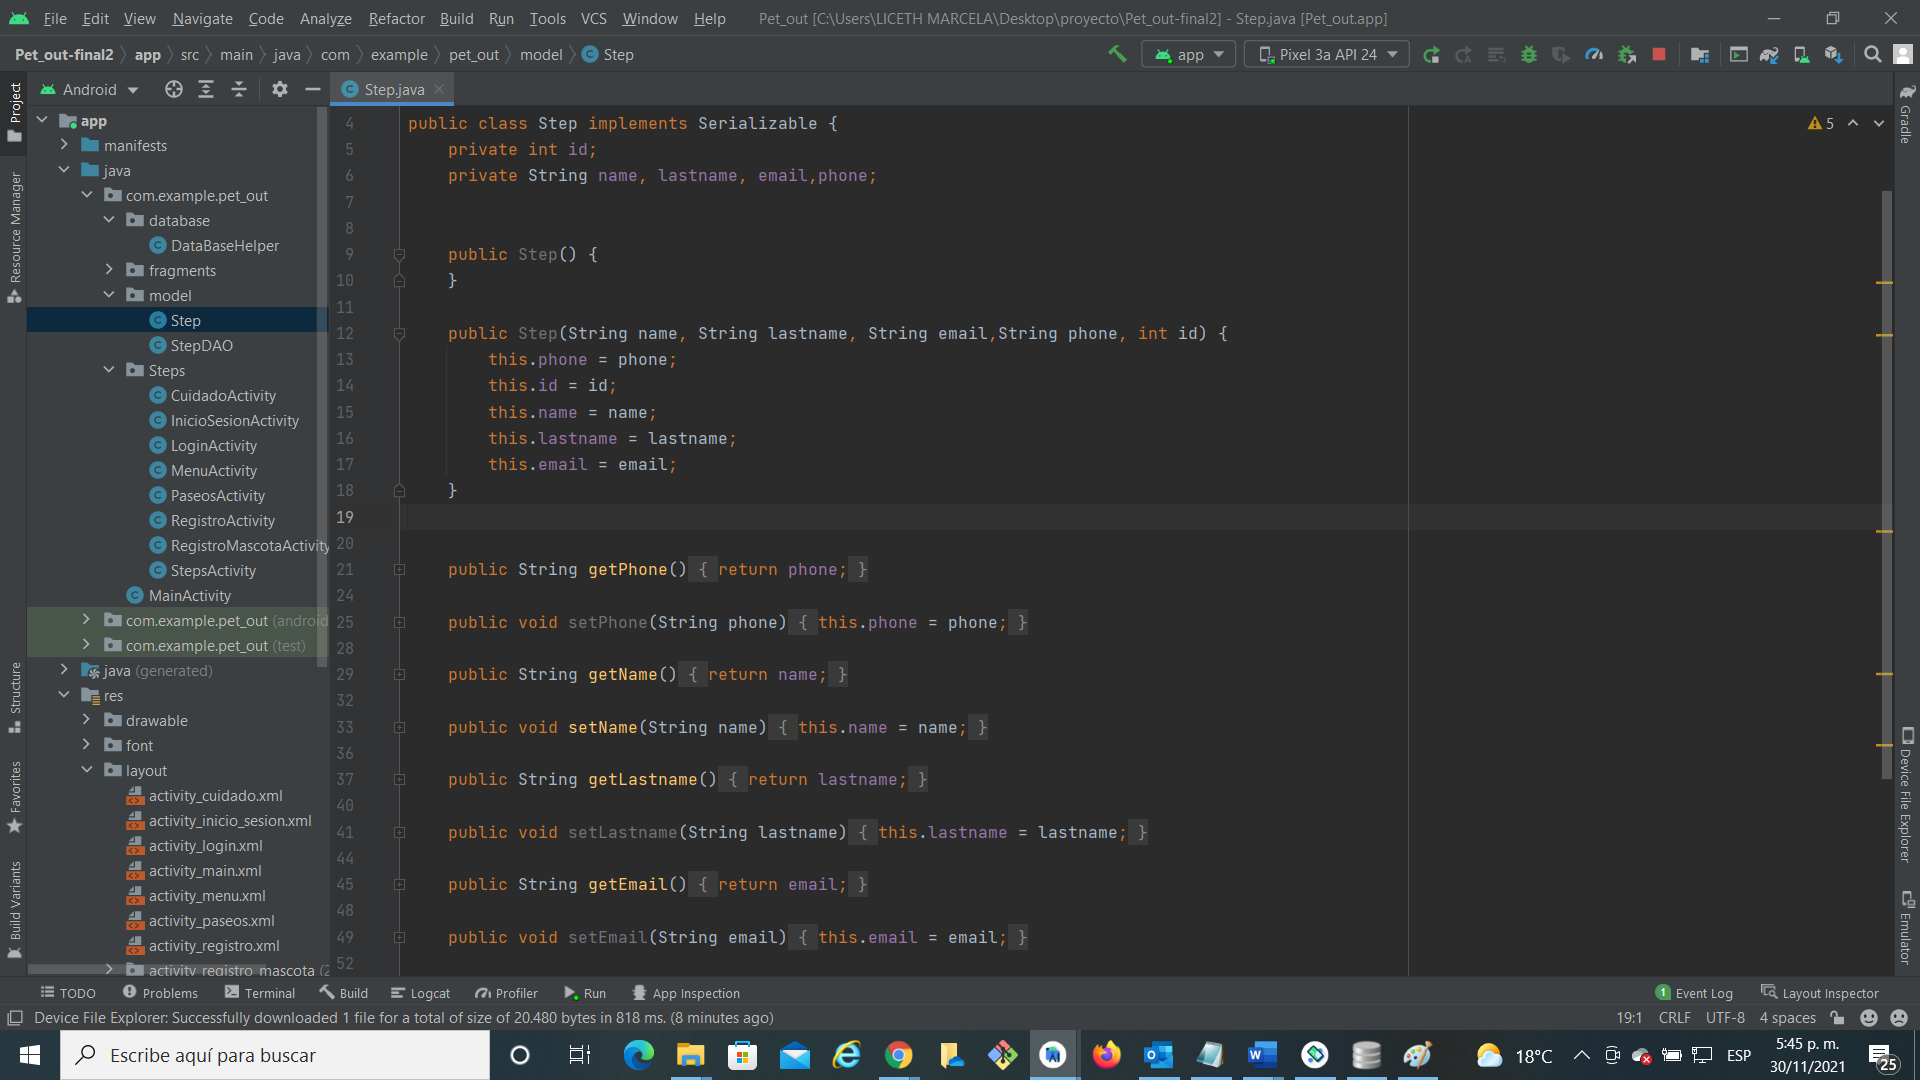 File Edit View Navigate Code Analyze Refactor Build Run Tools VCS Window Help Pet_out [C:\Users\LICETH MARCELA\Desktop\proyecto\Pet_out-final2] - Step.java [Pet_out.app]
Pet_out-final2 app src main java com example pet_out model Step app Pixel 3a API 24
Project
Resource Manager
Structure
Favorites
Build Variants
Android
app
manifests
java
com.example.pet_out
database
DataBaseHelper
fragments
model
Step
StepDAO
Steps
CuidadoActivity
InicioSesionActivity
LoginActivity
MenuActivity
PaseosActivity
RegistroActivity
RegistroMascotaActivity
StepsActivity
MainActivity
com.example.pet_out (android
com.example.pet_out (test)
java (generated)
res
drawable
font
layout
activity_cuidado.xml
activity_inicio_sesion.xml
activity_login.xml
activity_main.xml
activity_menu.xml
activity_paseos.xml
activity_registro.xml
activity_registro_mascota (2
Step.java
5
4 public class Step implements Serializable {
5 private int id;
6 private String name, lastname, email,phone;
7
8
9 public Step() {
10 }
11
12 public Step(String name, String lastname, String email,String phone, int id) {
13 this.phone = phone;
14 this.id = id;
15 this.name = name;
16 this.lastname = lastname;
17 this.email = email;
18 }
19
20
21 public String getPhone() { return phone; }
24
25 public void setPhone(String phone) { this.phone = phone; }
28
29 public String getName() { return name; }
32
33 public void setName(String name) { this.name = name; }
36
37 public String getLastname() { return lastname; }
40
41 public void setLastname(String lastname) { this.lastname = lastname; }
44
45 public String getEmail() { return email; }
48
49 public void setEmail(String email) { this.email = email; }
52
Gradle
Device File Explorer
Emulator
TODO Problems Terminal Build Logcat Profiler Run App Inspection 1 Event Log Layout Inspector
Device File Explorer: Successfully downloaded 1 file for a total of size of 20.480 bytes in 818 ms. (8 minutes ago) 19:1 CRLF UTF-8 4 spaces
Escribe aquí para buscar
18°C
ESP
5:45 p. m.
30/11/2021
25